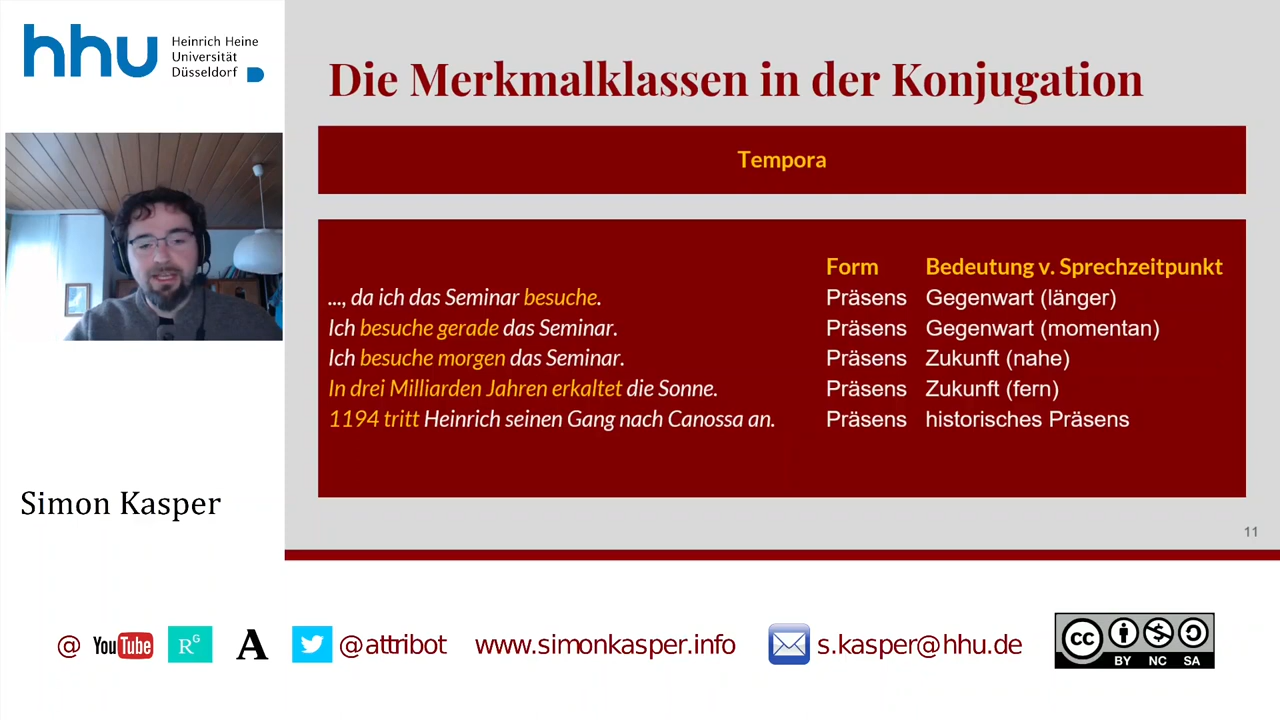 hhu
Heinrich Heine
Universität
Düsseldorf
Die Merkmalklassen in der Konjugation
Tempora
Form Bedeutung v. Sprechzeitpunkt
..., da ich das Seminar besuche. Präsens Gegenwart (länger)
Ich besuche gerade das Seminar. Präsens Gegenwart (momentan)
Ich besuche morgen das Seminar. Präsens Zukunft (nahe)
In drei Milliarden Jahren erkaltet die Sonne. Präsens Zukunft (fern)
1194 tritt Heinrich seinen Gang nach Canossa an. Präsens historisches Präsens
Simon Kasper
11
@ YouTube RG A @attribot www.simonkasper.info s.kasper@hhu.de cc
BY NC SA